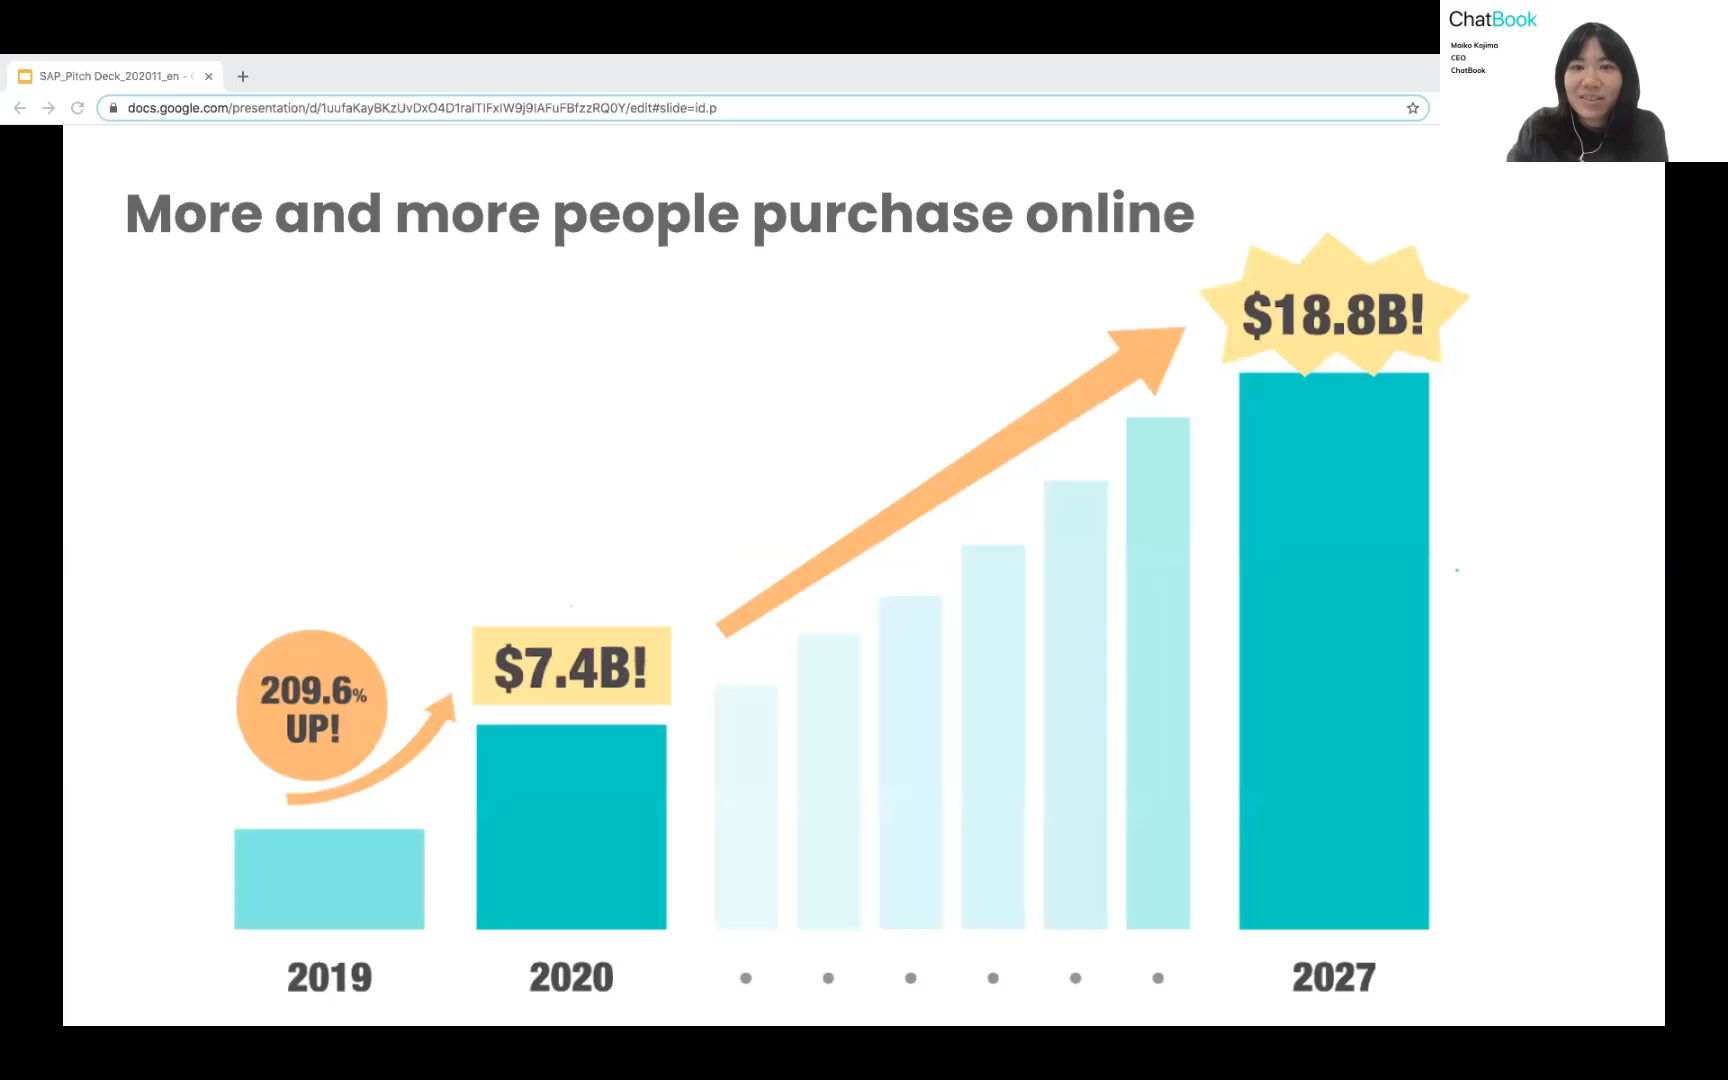 ChatBook
Maiko Kojima
CEO
ChatBook
SAP_Pitch Deck_202011_en -
docs.google.com/presentation/d/1uufaKayBKzUvDxO4D1ralTIFxIW9j9IAFuFBfzzRQ0Y/edit#slide=id.p
More and more people purchase online
$18.8B!
$7.4B!
209.6%
UP!
2019
2020
2027